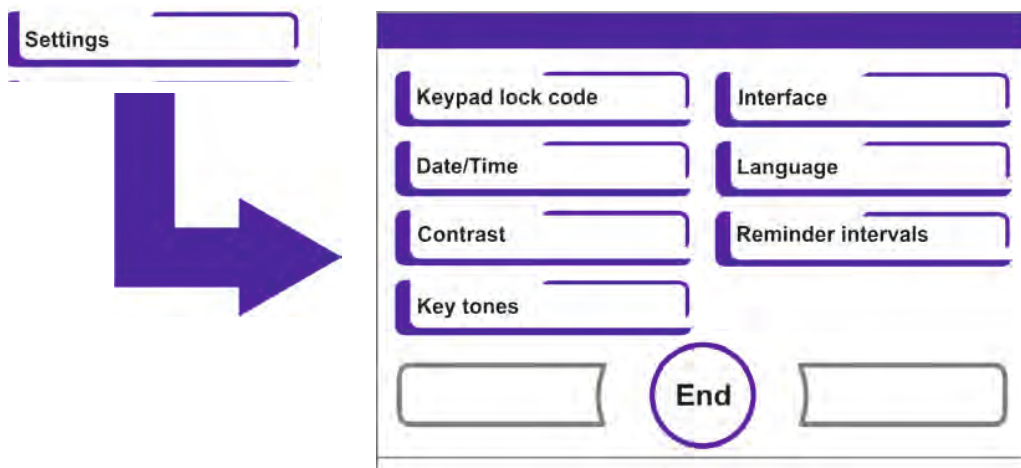 Settings
Keypad lock code
Interface
Date/Time
Language
Contrast
Reminder intervals
Key tones
End